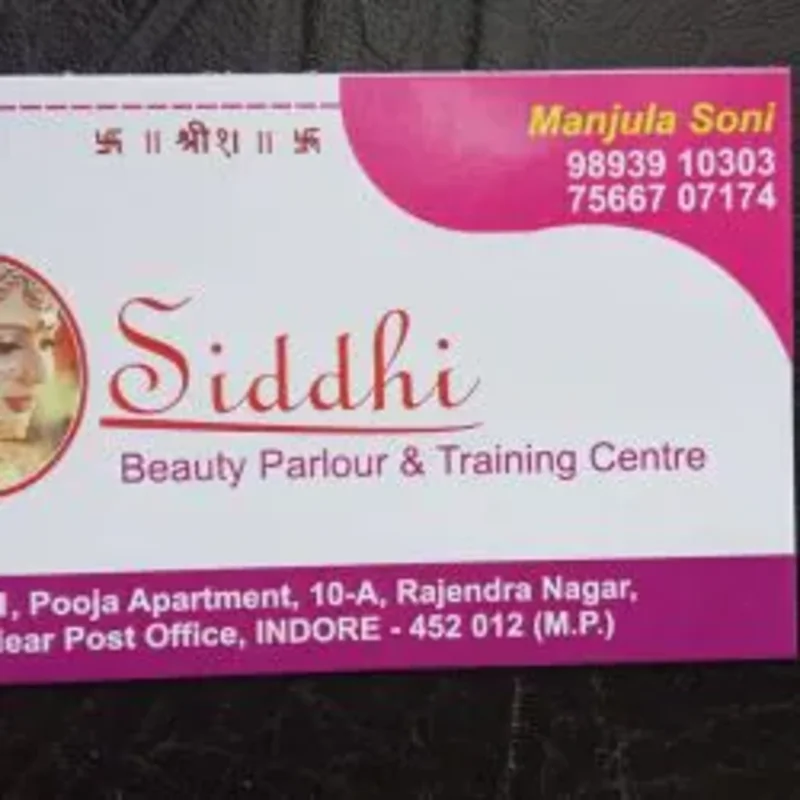 卐 ॥ श्री१॥ ॥ 卐
Manjula Soni
98939 10303
75667 07174
Siddhi
Beauty Parlour & Training Centre
Pooja Apartment, 10-A, Rajendra Nagar,
Post Office, INDORE - 452 012 (M.P.)